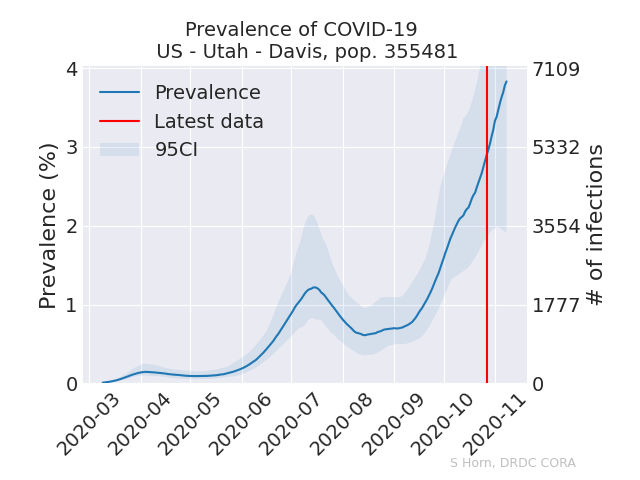 Prevalence of COVID-19
US - Utah - Davis, pop. 355481
Prevalence
Latest data
95CI
Prevalence (%)
4
3
2
1
0
7109
5332
3554
1777
0
# of infections
2020-03
2020-04
2020-05
2020-06
2020-07
2020-08
2020-09
2020-10
2020-11
S Horn, DRDC CORA